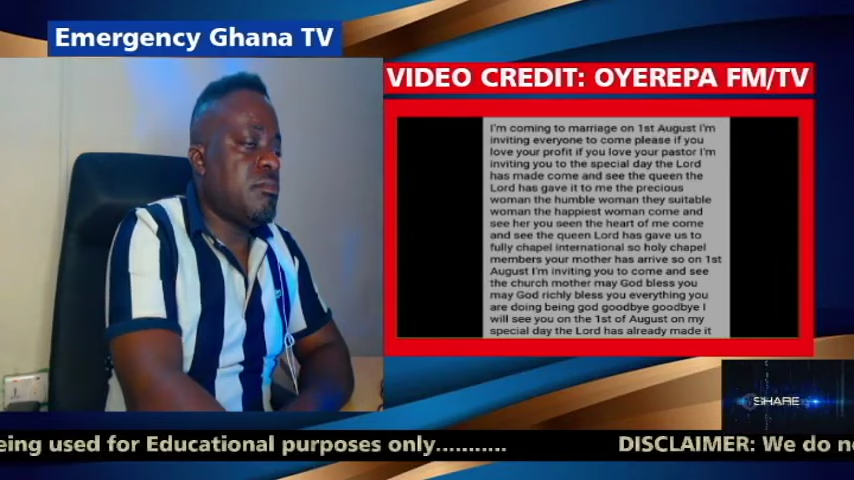 Emergency Ghana TV
VIDEO CREDIT: OYEREPA FM/TV
I'm coming to marriage on 1st August I'm
inviting everyone to come please if you
love your profit if you love your pastor I'm
inviting you to the special day the Lord
has made come and see the queen the
Lord has gave it to me the precious
woman the humble woman they suitable
woman the happiest woman come and
see her you seen the heart of me come
and see the queen Lord has gave us to
fully chapel international so holy chapel
members your mother has arrive so on 1st
August I'm inviting you to come and see
the church mother may God bless you
may God richly bless you everything you
are doing being god goodbye goodbye I
will see you on the 1st of August on my
special day the Lord has already made it
SHARE
eing used for Educational purposes only........... DISCLAIMER: We do no